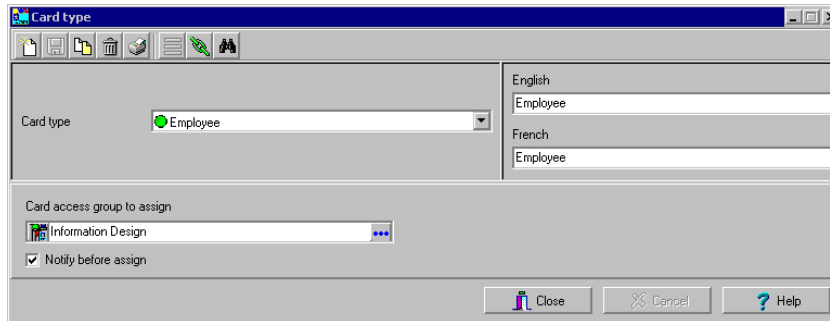 Card type
English
Employee
Card type
Employee
French
Employee
Card access group to assign
Information Design
Notify before assign
Close
Cancel
Help